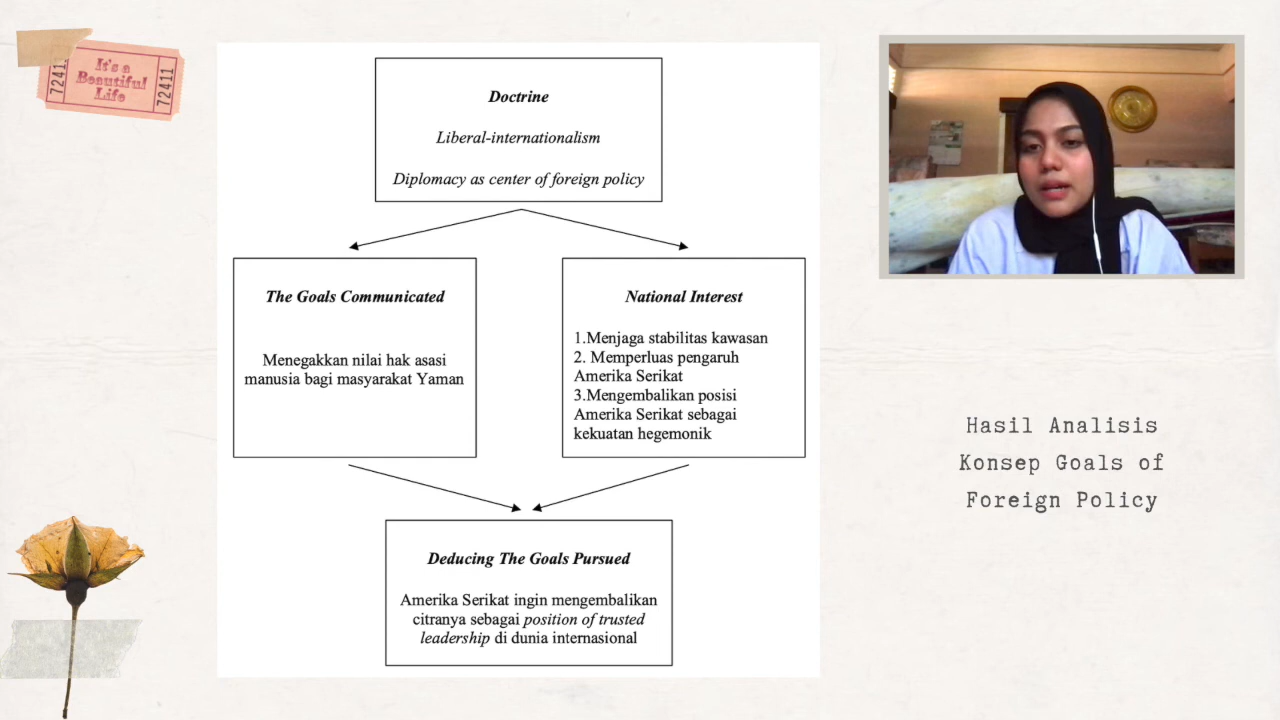 It's a
Beautiful
Life
72411
72411
Doctrine
Liberal-internationalism
Diplomacy as center of foreign policy
The Goals Communicated
Menegakkan nilai hak asasi
manusia bagi masyarakat Yaman
National Interest
1.Menjaga stabilitas kawasan
2. Memperluas pengaruh
Amerika Serikat
3.Mengembalikan posisi
Amerika Serikat sebagai
kekuatan hegemonik
Deducing The Goals Pursued
Amerika Serikat ingin mengembalikan
citranya sebagai position of trusted
leadership di dunia internasional
Hasil Analisis
Konsep Goals of
Foreign Policy